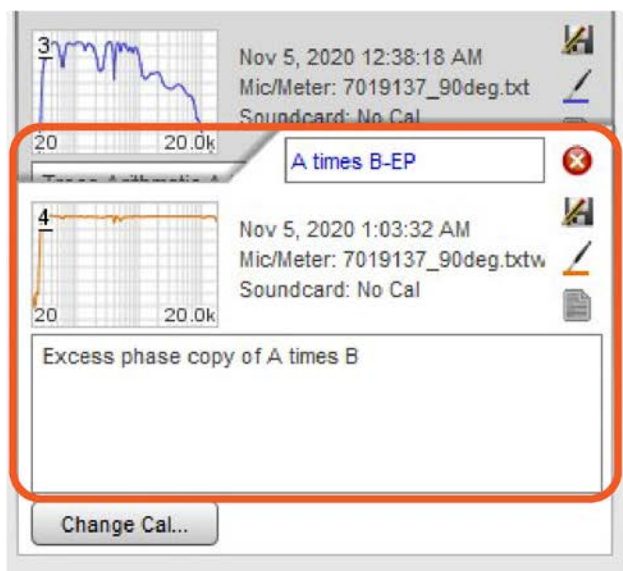 3
Nov 5, 2020 12:38:18 AM
Mic/Meter: 7019137_90deg.txt
Soundcard: No Cal
20 20.0k
A times B-EP
Trace Arithmetic A
4
Nov 5, 2020 1:03:32 AM
Mic/Meter: 7019137_90deg.txtw
Soundcard: No Cal
20 20.0k
Excess phase copy of A times B
Change Cal...